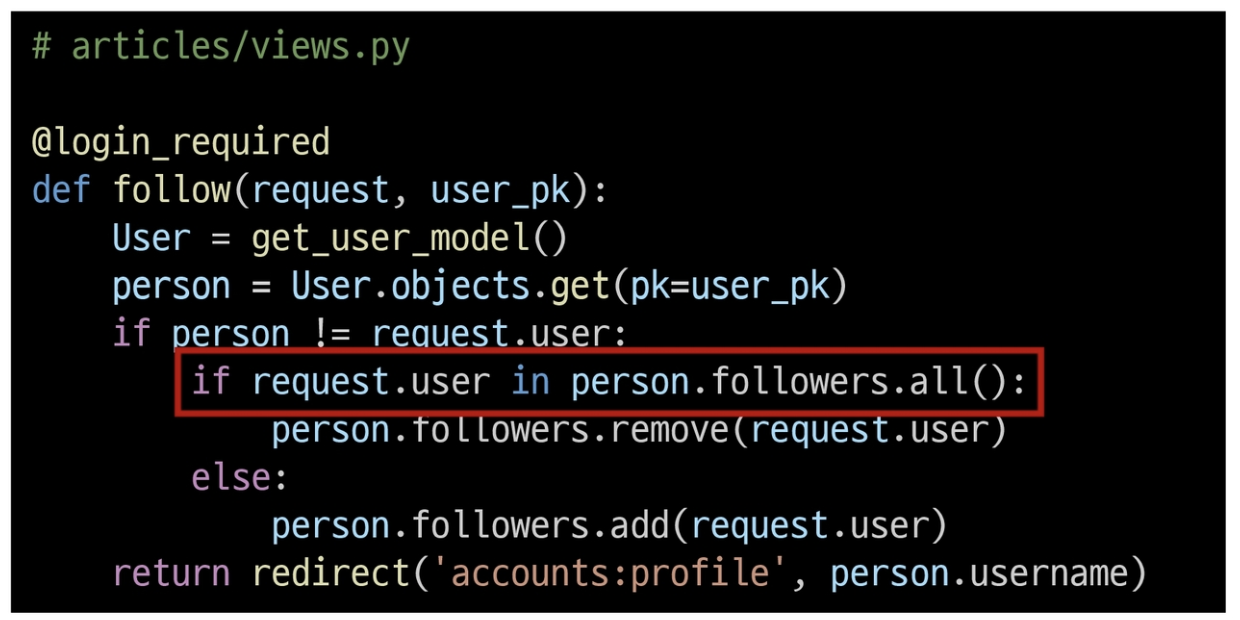 # articles/views.py
@login_required
def follow(request, user_pk):
    User = get_user_model()
    person = User.objects.get(pk=user_pk)
    if person != request.user:
        if request.user in person.followers.all():
            person.followers.remove(request.user)
        else:
            person.followers.add(request.user)
    return redirect('accounts:profile', person.username)